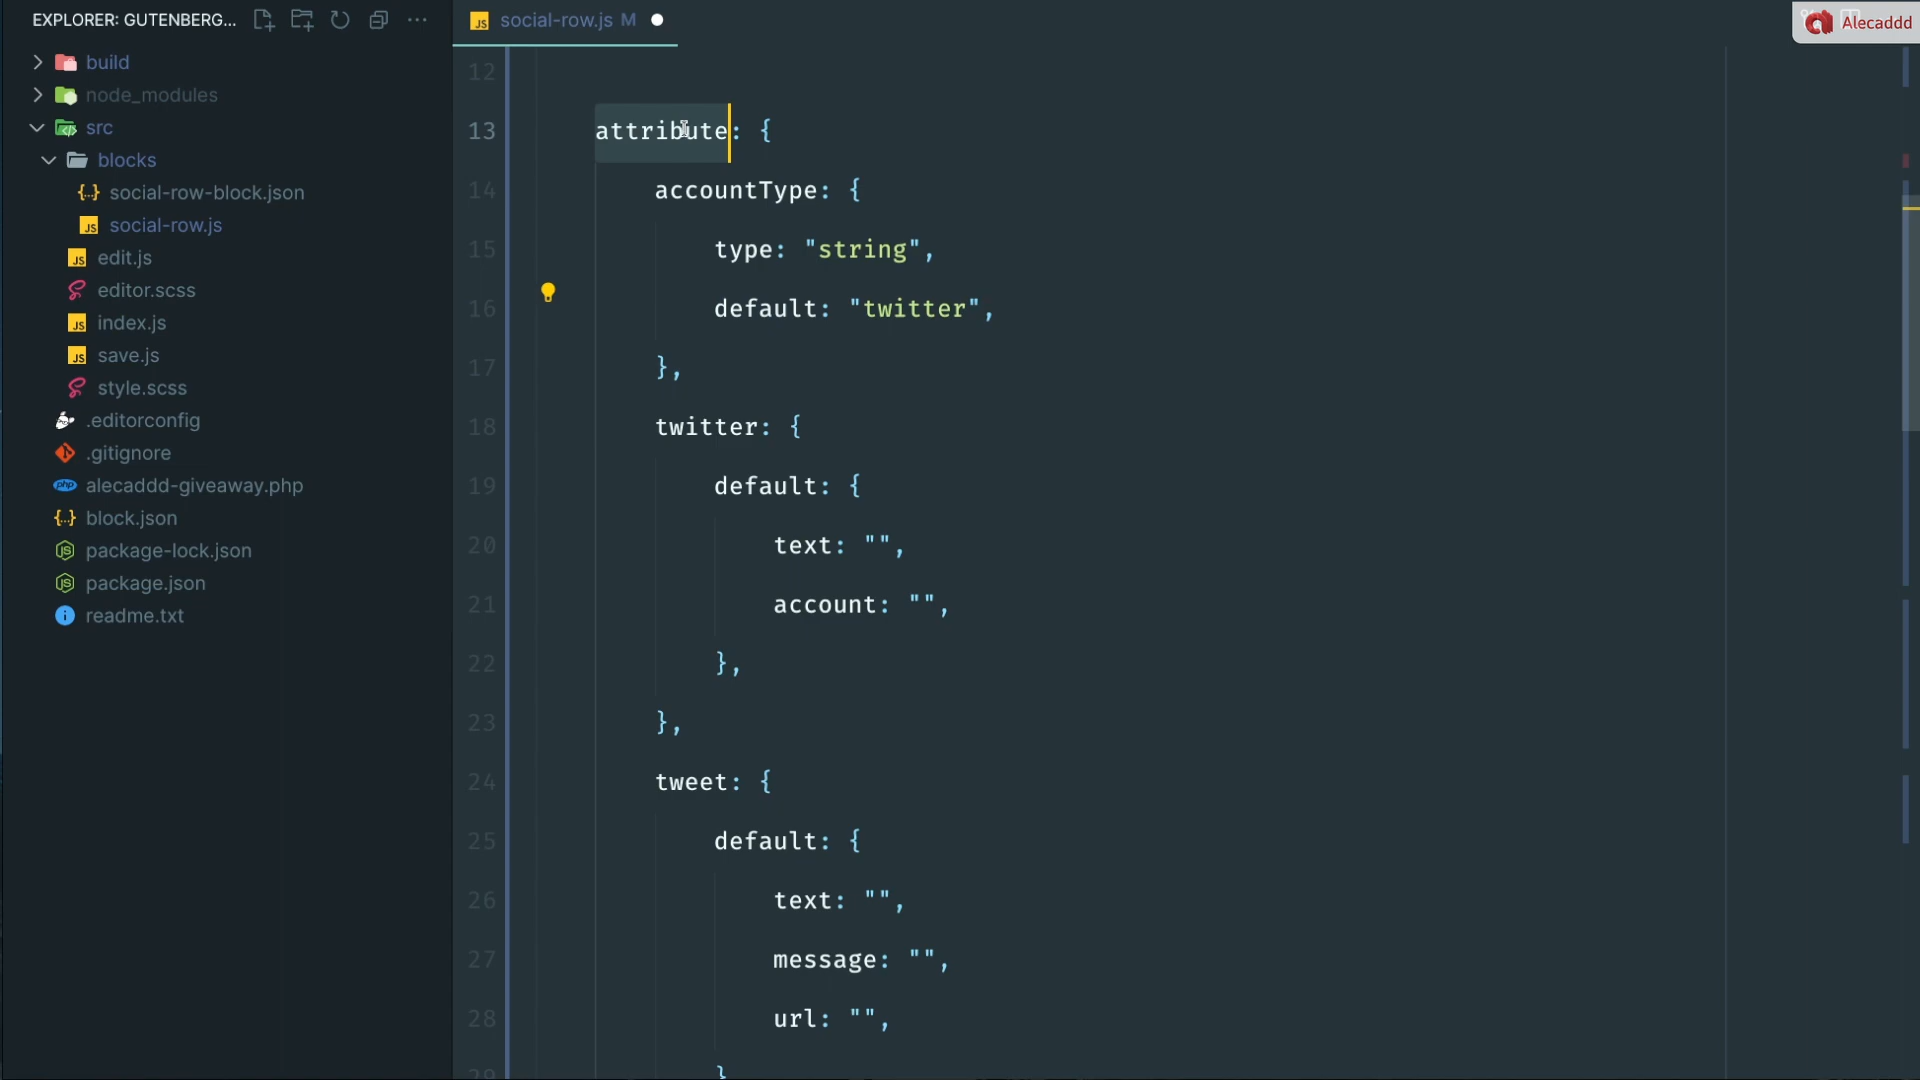 EXPLORER: GUTENBERG...
build
node_modules
src
blocks
social-row-block.json
social-row.js
edit.js
editor.scss
index.js
save.js
style.scss
.editorconfig
.gitignore
alecaddd-giveaway.php
block.json
package-lock.json
package.json
readme.txt
social-row.js M
Alecaddd
12
13 attribute: {
14 accountType: {
15 type: "string",
16 default: "twitter",
17 },
18 twitter: {
19 default: {
20 text: "",
21 account: "",
22 },
23 },
24 tweet: {
25 default: {
26 text: "",
27 message: "",
28 url: "",
29 }